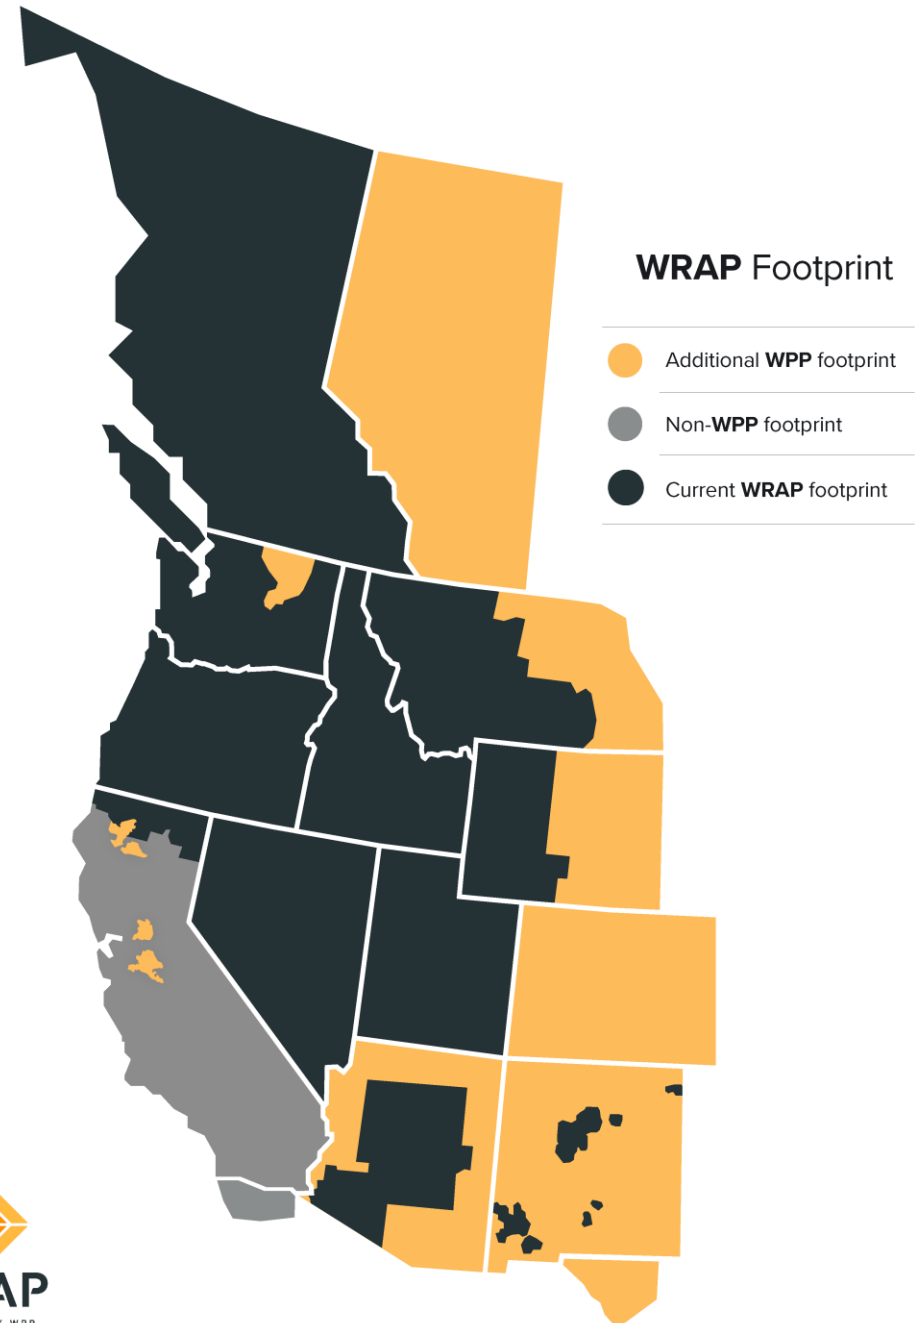 WRAP Footprint
Additional WPP footprint
Non-WPP footprint
Current WRAP footprint
AP